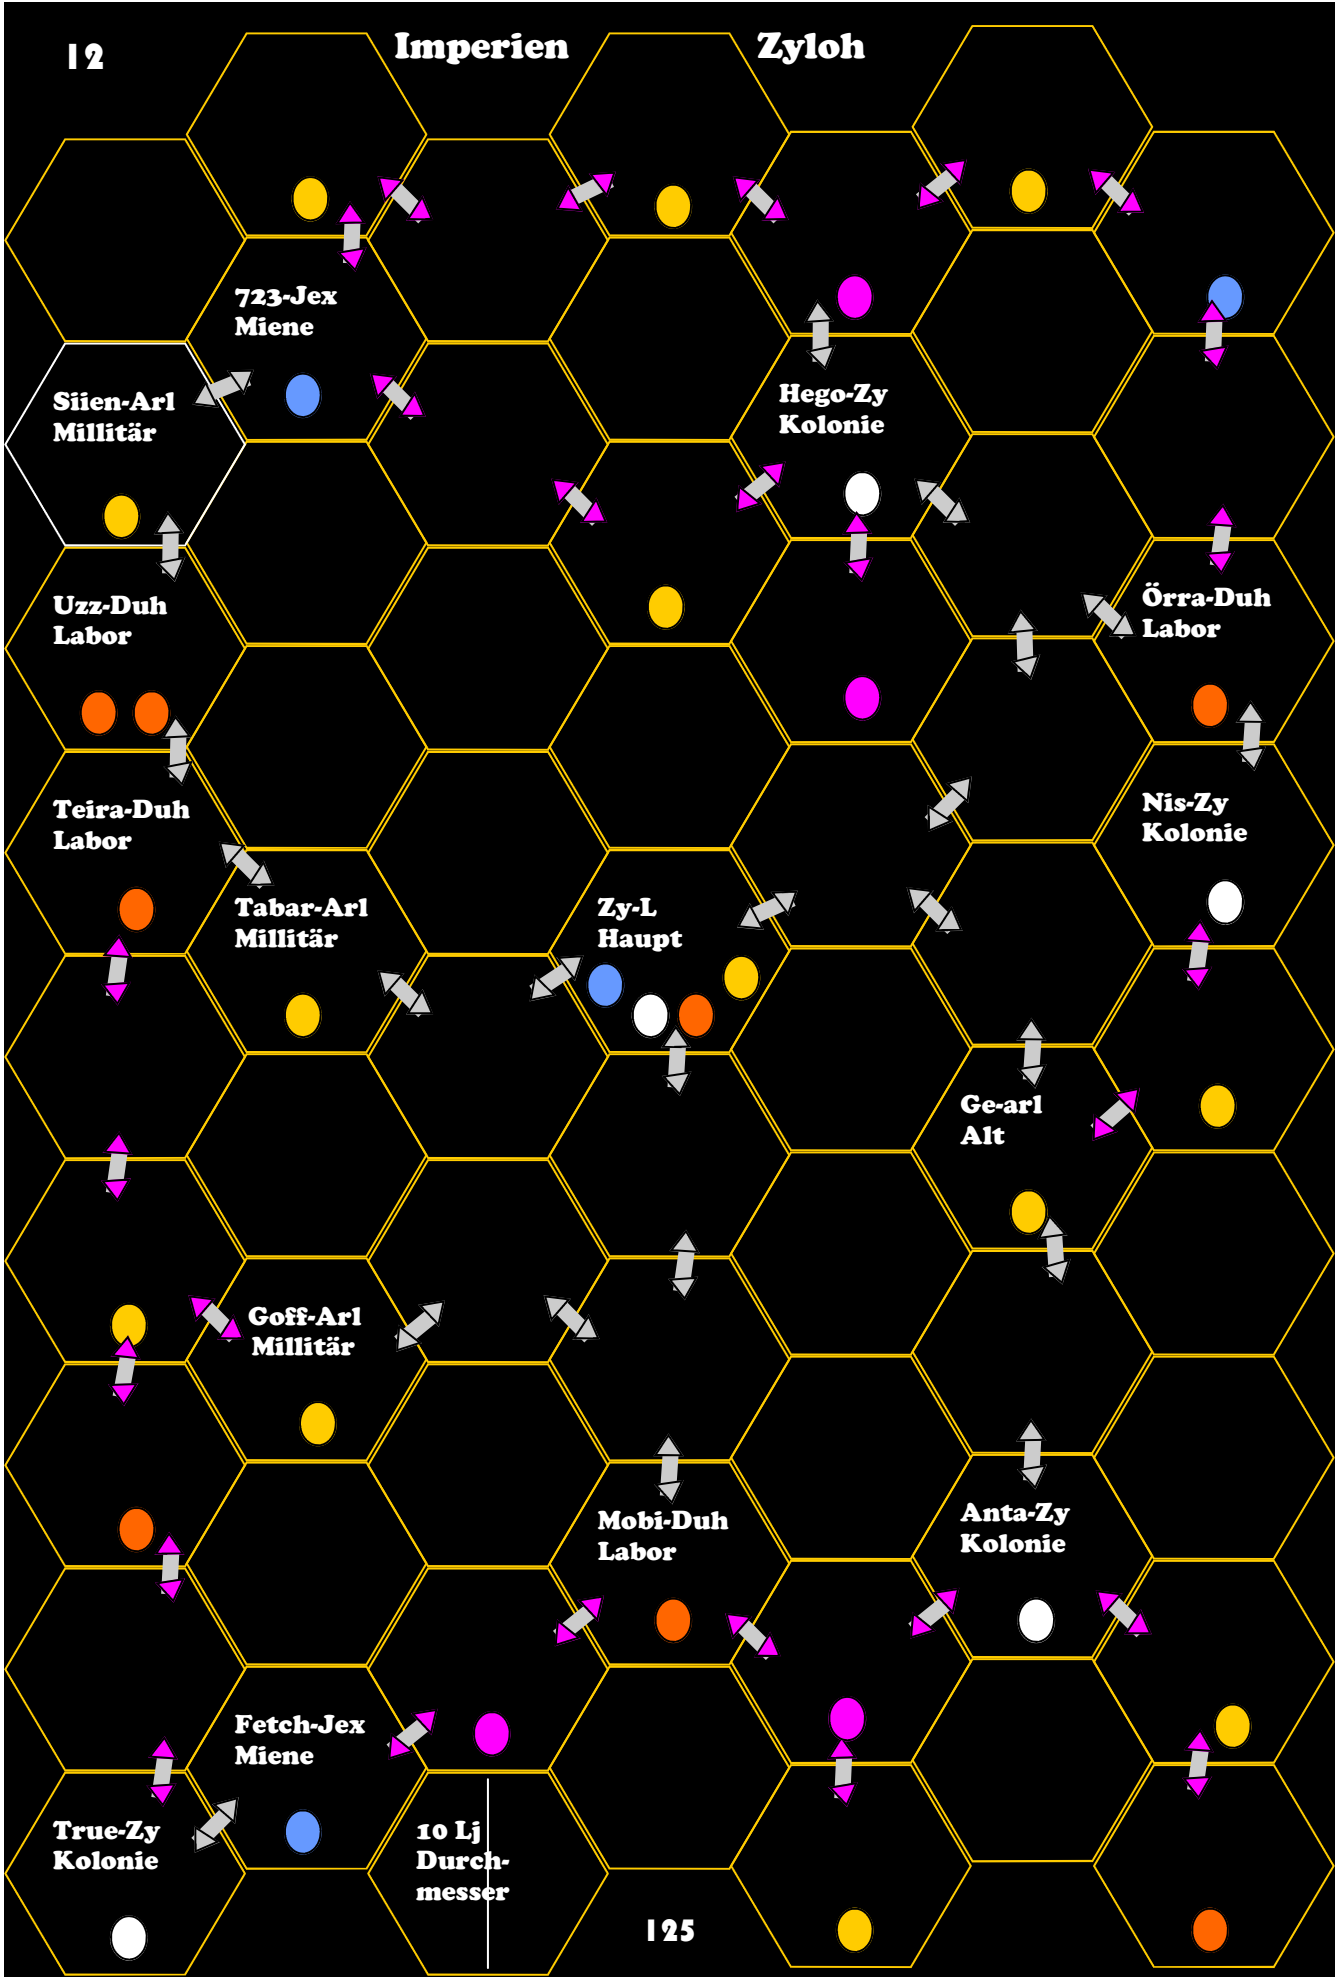 12
Imperien
Zyloh
723-Jex
Miene
Siien-Arl
Millitär
Hego-Zy
Kolonie
Uzz-Duh
Labor
Örra-Duh
Labor
Teira-Duh
Labor
Nis-Zy
Kolonie
Tabar-Arl
Millitär
Zy-L
Haupt
Ge-arl
Alt
Goff-Arl
Millitär
Mobi-Duh
Labor
Anta-Zy
Kolonie
Fetch-Jex
Miene
True-Zy
Kolonie
10 Lj
Durch-
messer
125